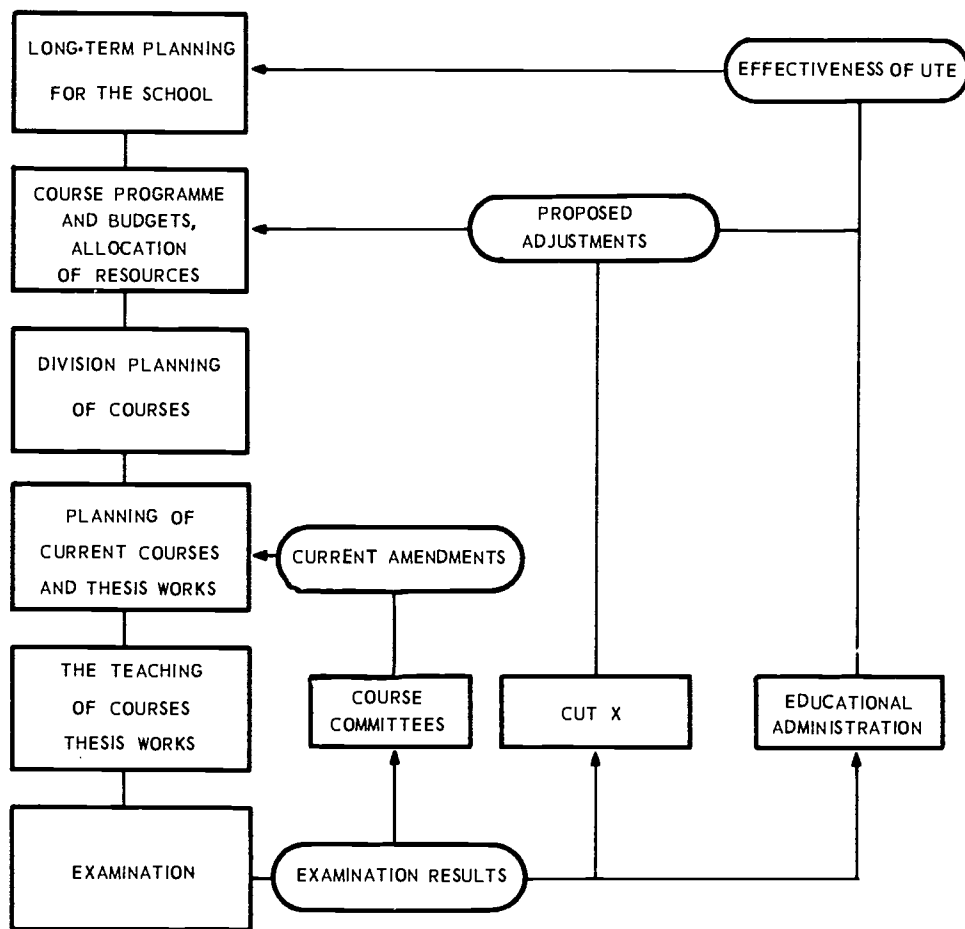 LONG-TERM PLANNING
FOR THE SCHOOL
EFFECTIVENESS OF UTE
COURSE PROGRAMME
AND BUDGETS,
ALLOCATION
OF RESOURCES
PROPOSED
ADJUSTMENTS
DIVISION PLANNING
OF COURSES
PLANNING OF
CURRENT COURSES
AND THESIS WORKS
CURRENT AMENDMENTS
THE TEACHING
OF COURSES
THESIS WORKS
COURSE
COMMITTEES
CUT X
EDUCATIONAL
ADMINISTRATION
EXAMINATION
EXAMINATION RESULTS